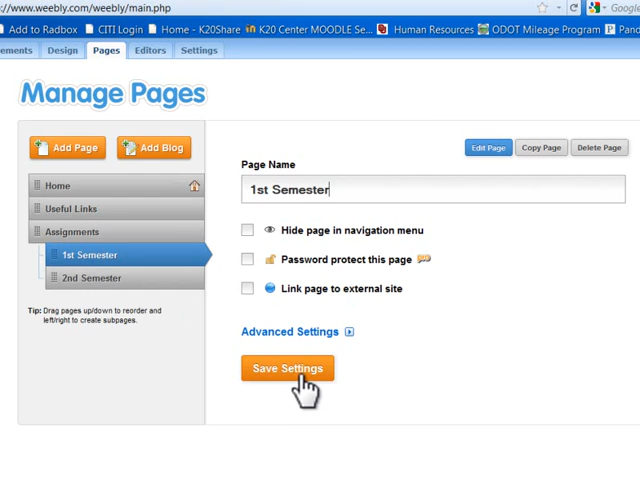 ://www.weebly.com/weebly/main.php
Google
Add to Radbox CITI Login Home - K20Share K20 Center MOODLE Se... Human Resources ODOT Mileage Program
ements Design Pages Editors Settings
Manage Pages
Add Page Add Blog
Edit Page Copy Page Delete Page
Page Name
1st Semester
Home
Useful Links
Assignments
1st Semester
2nd Semester
Hide page in navigation menu
Password protect this page
Link page to external site
Tip: Drag pages up/down to reorder and
left/right to create subpages.
Advanced Settings
Save Settings